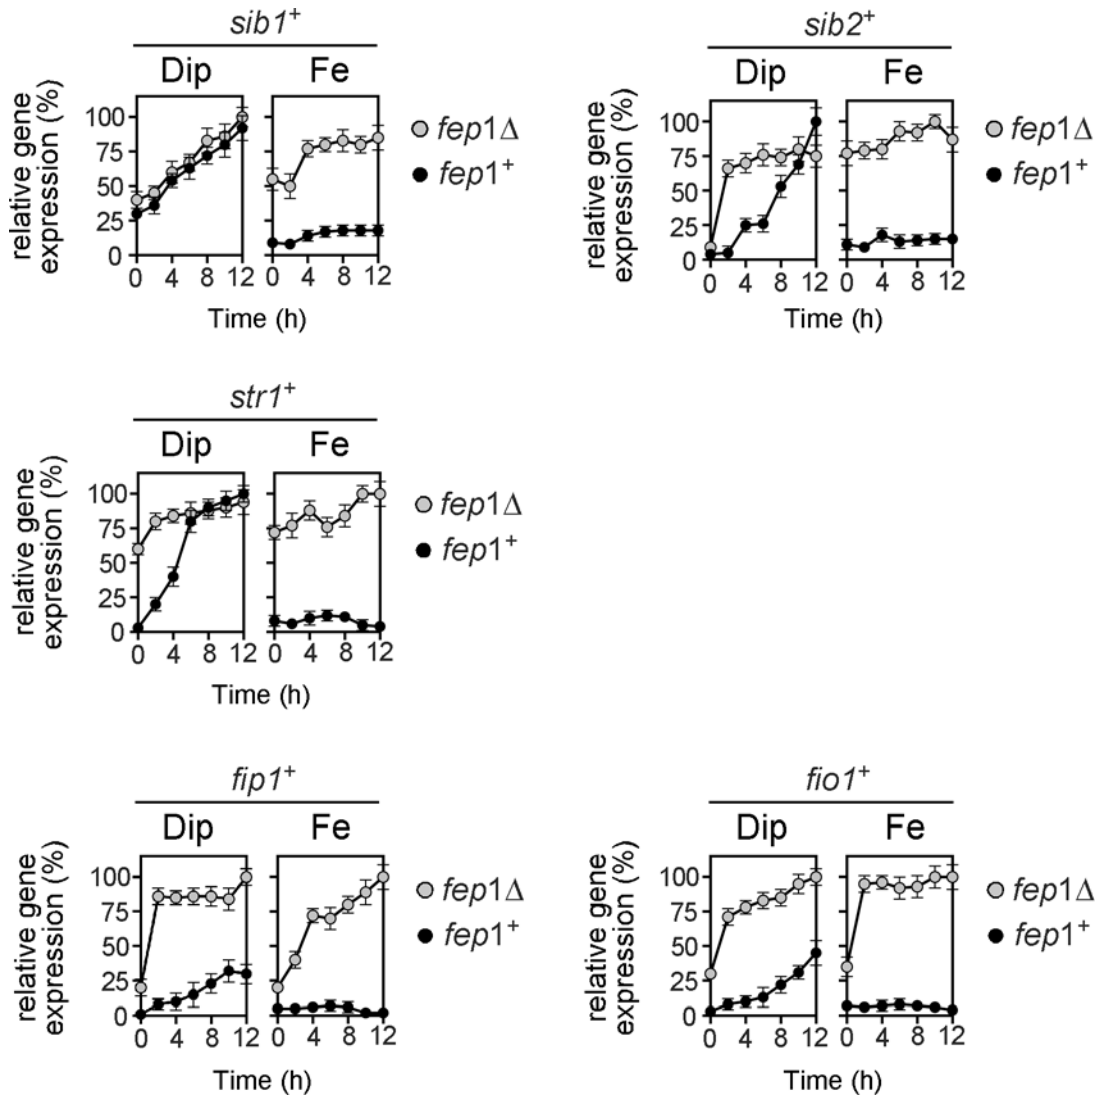 sib1+
Dip Fe
relative gene
expression (%)
100
75
50
25
0
0 4 8 12 0 4 8 12
Time (h)
fep1Δ
fep1+
sib2+
Dip Fe
relative gene
expression (%)
100
75
50
25
0
0 4 8 12 0 4 8 12
Time (h)
fep1Δ
fep1+
str1+
Dip Fe
relative gene
expression (%)
100
75
50
25
0
0 4 8 12 0 4 8 12
Time (h)
fep1Δ
fep1+
fip1+
Dip Fe
relative gene
expression (%)
100
75
50
25
0
0 4 8 12 0 4 8 12
Time (h)
fep1Δ
fep1+
fio1+
Dip Fe
relative gene
expression (%)
100
75
50
25
0
0 4 8 12 0 4 8 12
Time (h)
fep1Δ
fep1+